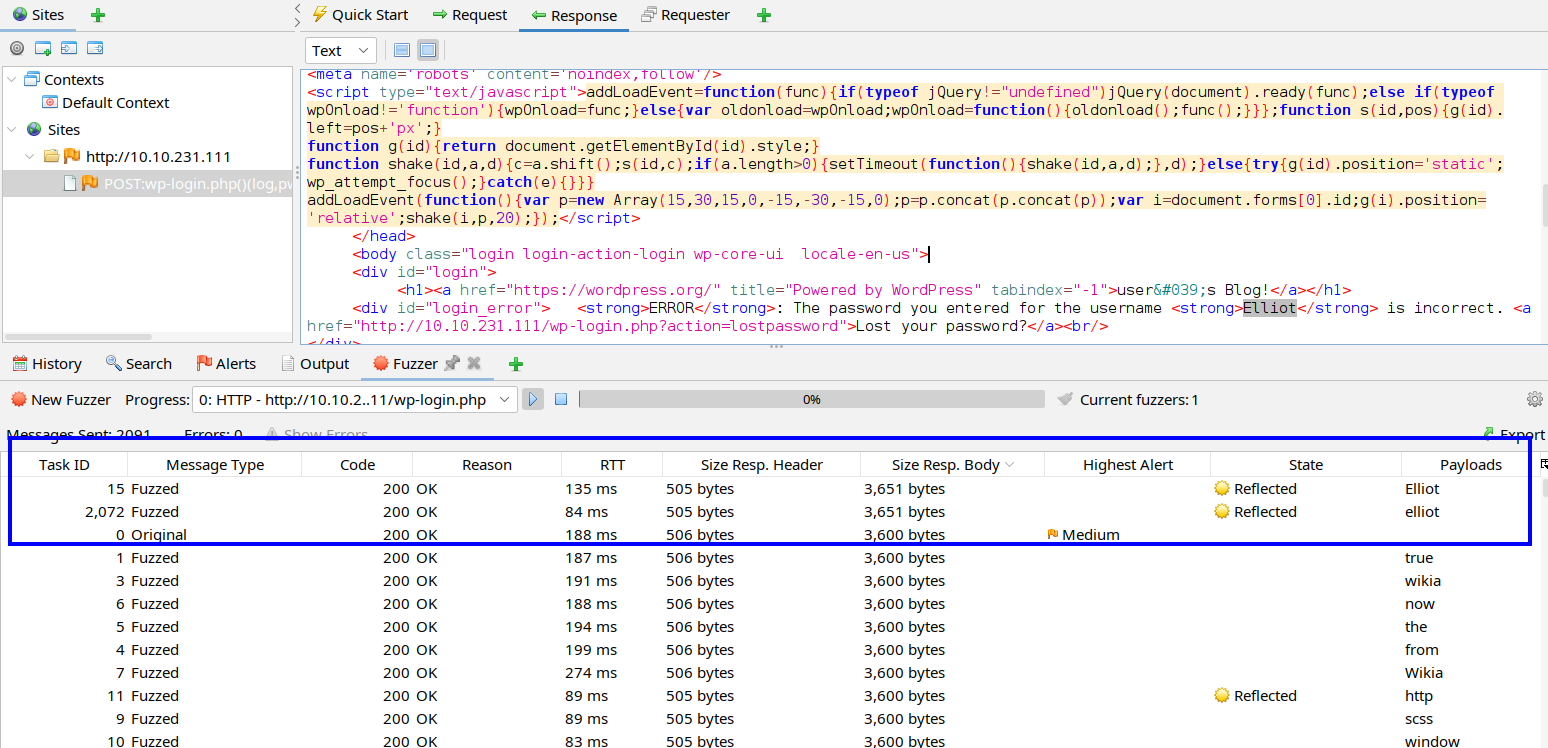 Sites
Quick Start Request Response Requester
Text
Contexts
Default Context
Sites
http://10.10.231.111
POST:wp-login.php()(log,pw
<meta name='robots' content='noindex,follow'/>
<script type="text/javascript">addLoadEvent=function(func){if(typeof jQuery!="undefined")jQuery(document).ready(func);else if(typeof
wpOnload!='function'){wpOnload=func;}else{var oldonload=wpOnload;wpOnload=function(){oldonload();func();}}};function s(id,pos){g(id).
left=pos+'px';}
function g(id){return document.getElementById(id).style;}
function shake(id,a,d){c=a.shift();s(id,c);if(a.length>0){setTimeout(function(){shake(id,a,d);},d);}else{try{g(id).position='static';
wp_attempt_focus();}catch(e){}}}
addLoadEvent(function(){var p=new Array(15,30,15,0,-15,-30,-15,0);p=p.concat(p.concat(p));var i=document.forms[0].id;g(i).position=
'relative';shake(i,p,20);});</script>
</head>
<body class="login login-action-login wp-core-ui  locale-en-us">
<div id="login">
<h1><a href="https://wordpress.org/" title="Powered by WordPress" tabindex="-1">user&#039;s Blog!</a></h1>
<div id="login_error">   <strong>ERROR</strong>: The password you entered for the username <strong>Elliot</strong> is incorrect. <a
href="http://10.10.231.111/wp-login.php?action=lostpassword">Lost your password?</a><br/>
</div>
History Search Alerts Output Fuzzer
New Fuzzer Progress: 0: HTTP - http://10.10.2..11/wp-login.php 0% Current fuzzers: 1
Messages Sent: 2091 Errors: 0 Show Errors Export
Task ID Message Type Code Reason RTT Size Resp. Header Size Resp. Body Highest Alert State Payloads
15 Fuzzed 200 OK 135 ms 505 bytes 3,651 bytes Reflected Elliot
2,072 Fuzzed 200 OK 84 ms 505 bytes 3,651 bytes Reflected elliot
0 Original 200 OK 188 ms 506 bytes 3,600 bytes Medium
1 Fuzzed 200 OK 187 ms 506 bytes 3,600 bytes true
3 Fuzzed 200 OK 191 ms 506 bytes 3,600 bytes wikia
6 Fuzzed 200 OK 188 ms 506 bytes 3,600 bytes now
5 Fuzzed 200 OK 194 ms 506 bytes 3,600 bytes the
4 Fuzzed 200 OK 199 ms 506 bytes 3,600 bytes from
7 Fuzzed 200 OK 274 ms 506 bytes 3,600 bytes Wikia
11 Fuzzed 200 OK 89 ms 505 bytes 3,600 bytes Reflected http
9 Fuzzed 200 OK 89 ms 506 bytes 3,600 bytes scss
10 Fuzzed 200 OK 83 ms 506 bytes 3,600 bytes window